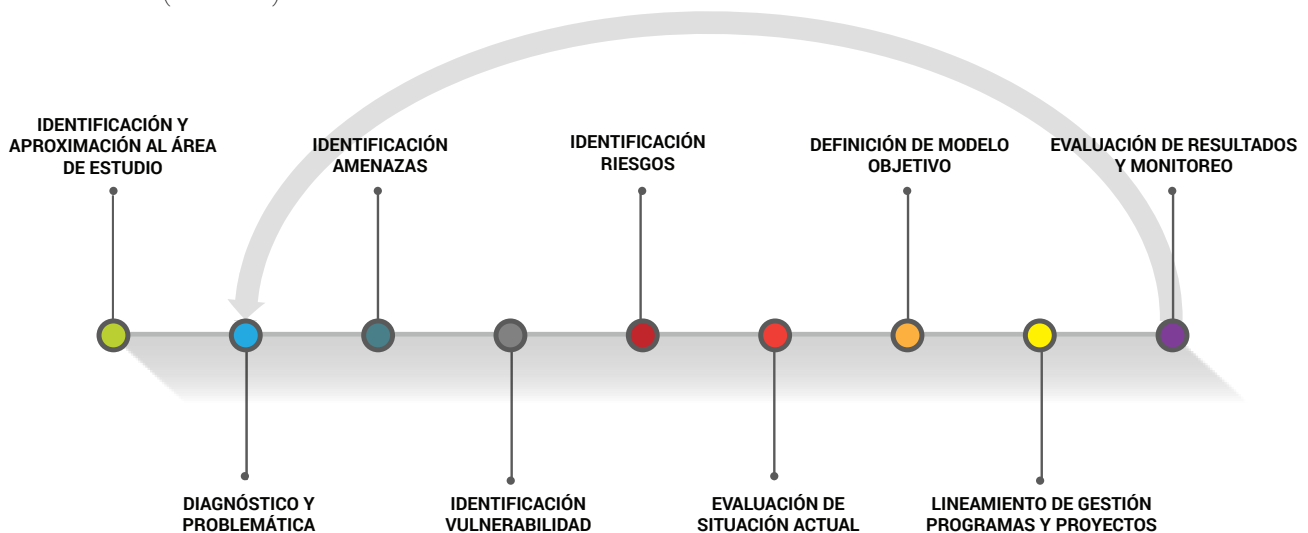 IDENTIFICACIÓN Y
APROXIMACIÓN AL ÁREA
DE ESTUDIO
IDENTIFICACIÓN
AMENAZAS
IDENTIFICACIÓN
RIESGOS
DEFINICIÓN DE MODELO
OBJETIVO
EVALUACIÓN DE RESULTADOS
Y MONITOREO
DIAGNÓSTICO Y
PROBLEMÁTICA
IDENTIFICACIÓN
VULNERABILIDAD
EVALUACIÓN DE
SITUACIÓN ACTUAL
LINEAMIENTO DE GESTIÓN
PROGRAMAS Y PROYECTOS